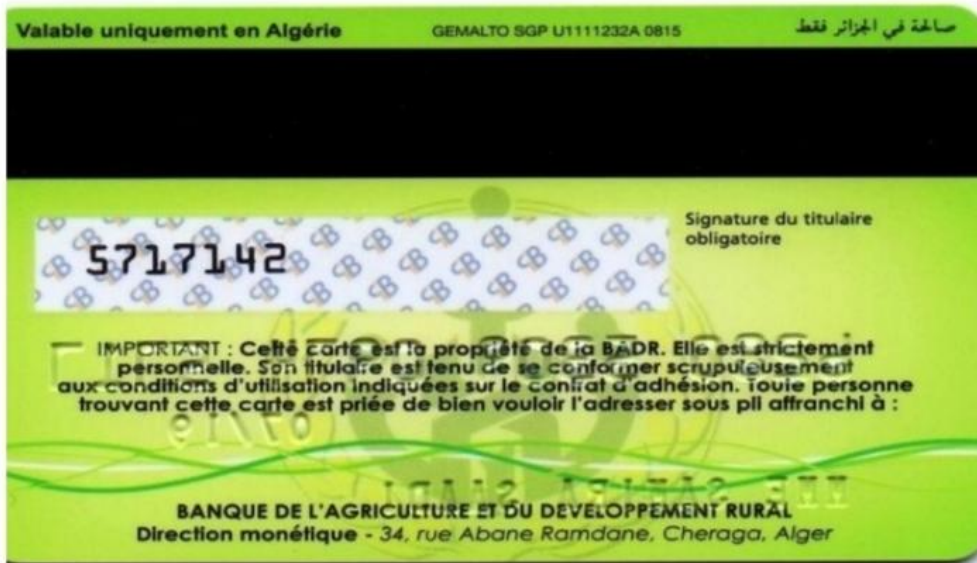 Valable uniquement en Algérie GEMALTO SGP U1111232A 0815 صالحة في الجزائر فقط
Signature du titulaire
obligatoire
5717142
IMPORTANT : Cette carte est la propriété de la BADR. Elle est strictement
personnelle. Son titulaire est tenu de se conformer scrupuleusement
aux conditions d'utilisation indiquées sur le contrat d'adhésion. Toute personne
trouvant cette carte est priée de bien vouloir l'adresser sous pli affranchi à :
BANQUE DE L'AGRICULTURE ET DU DEVELOPPEMENT RURAL
Direction monétique - 34, rue Abane Ramdane, Cheraga, Alger